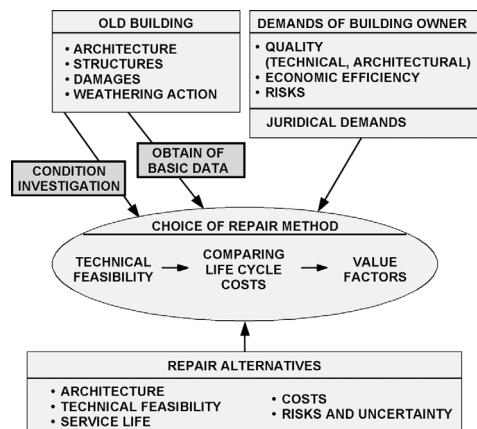 OLD BUILDING
• ARCHITECTURE
• STRUCTURES
• DAMAGES
• WEATHERING ACTION
DEMANDS OF BUILDING OWNER
• QUALITY
(TECHNICAL, ARCHITECTURAL)
• ECONOMIC EFFICIENCY
• RISKS
JURIDICAL DEMANDS
CONDITION
INVESTIGATION
OBTAIN OF
BASIC DATA
CHOICE OF REPAIR METHOD
TECHNICAL
FEASIBILITY
COMPARING
LIFE CYCLE
COSTS
VALUE
FACTORS
REPAIR ALTERNATIVES
• ARCHITECTURE
• TECHNICAL FEASIBILITY
• SERVICE LIFE
• COSTS
• RISKS AND UNCERTAINTY